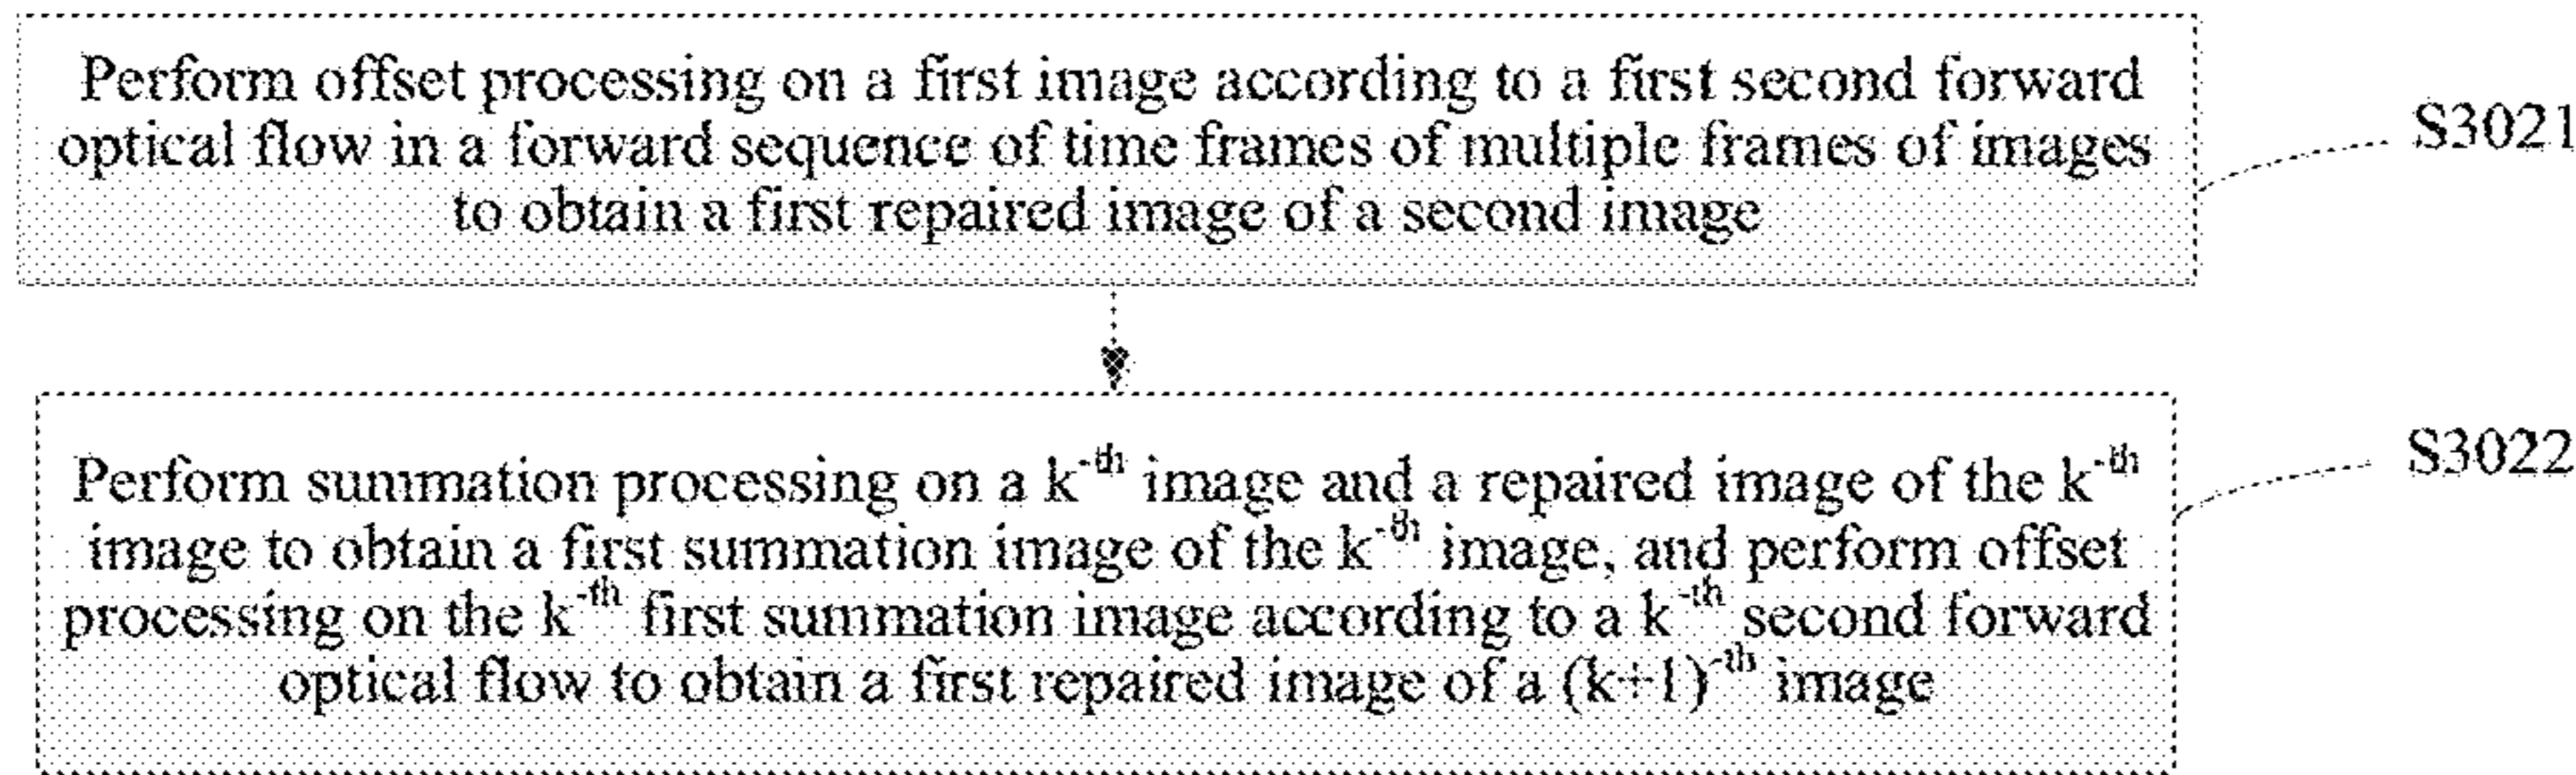 Perform offset processing on a first image according to a first second forward
optical flow in a forward sequence of time frames of multiple frames of images
to obtain a first repaired image of a second image
S3021
Perform summation processing on a k-th image and a repaired image of the k-th
image to obtain a first summation image of the k-th image, and perform offset
processing on the k-th first summation image according to a k-th second forward
optical flow to obtain a first repaired image of a (k+1)-th image
S3022